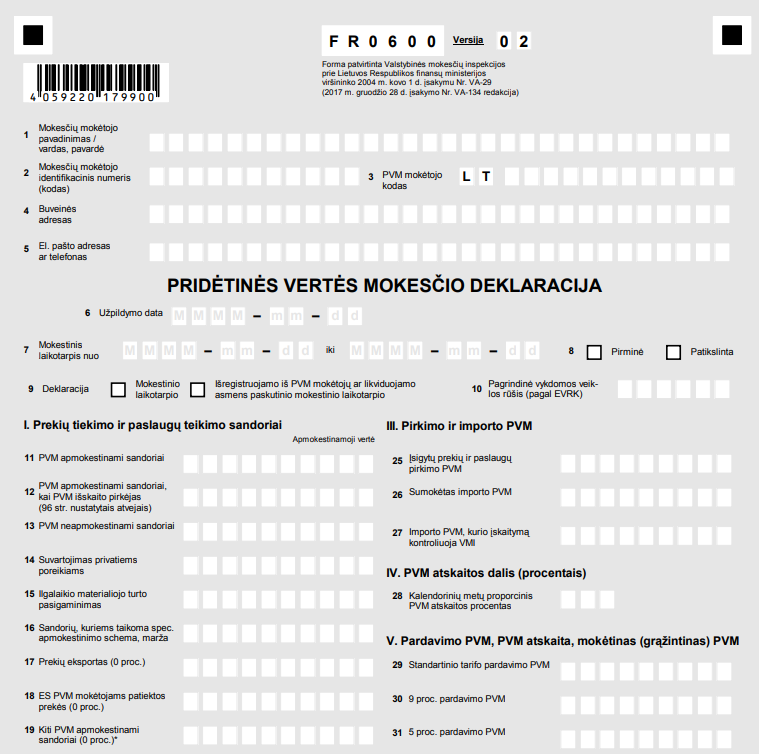 FR0600 Versija 02
Forma patvirtinta Valstybinės mokesčių inspekcijos
prie Lietuvos Respublikos finansų ministerijos
viršininko 2004 m. kovo 1 d. įsakymu Nr. VA-29
(2017 m. gruodžio 28 d. įsakymo Nr. VA-134 redakcija)
4 059220 179900
1 Mokesčių mokėtojo
pavadinimas /
vardas, pavardė
2 Mokesčių mokėtojo
identifikacinis numeris
(kodas)
3 PVM mokėtojo
kodas
L T
4 Buveinės
adresas
5 El. pašto adresas
ar telefonas
PRIDĖTINĖS VERTĖS MOKESČIO DEKLARACIJA
6 Užpildymo data M M M M – m m – d d
7 Mokestinis
laikotarpis nuo
M M M M – m m – d d iki M M M M – m m – d d
8 Pirminė Patikslinta
9 Deklaracija
Mokestinio
laikotarpio
Išregistruojamo iš PVM mokėtojų ar likviduojamo
asmens paskutinio mokestinio laikotarpio
10 Pagrindinė vykdomos veik-
los rūšis (pagal EVRK)
I. Prekių tiekimo ir paslaugų teikimo sandoriai
Apmokestinamoji vertė
11 PVM apmokestinami sandoriai
12 PVM apmokestinami sandoriai,
kai PVM išskaito pirkėjas
(96 str. nustatytais atvejais)
13 PVM neapmokestinami sandoriai
14 Suvartojimas privatiems
poreikiams
15 Ilgalaikio materialiojo turto
pasigaminimas
16 Sandorių, kuriems taikoma spec.
apmokestinimo schema, marža
17 Prekių eksportas (0 proc.)
18 ES PVM mokėtojams patiektos
prekės (0 proc.)
19 Kiti PVM apmokestinami
sandoriai (0 proc.)*
III. Pirkimo ir importo PVM
25 Įsigytų prekių ir paslaugų
pirkimo PVM
26 Sumokėtas importo PVM
27 Importo PVM, kurio įskaitymą
kontroliuoja VMI
IV. PVM atskaitos dalis (procentais)
28 Kalendorinių metų proporcinis
PVM atskaitos procentas
V. Pardavimo PVM, PVM atskaita, mokėtinas (grąžintinas) PVM
29 Standartinio tarifo pardavimo PVM
30 9 proc. pardavimo PVM
31 5 proc. pardavimo PVM